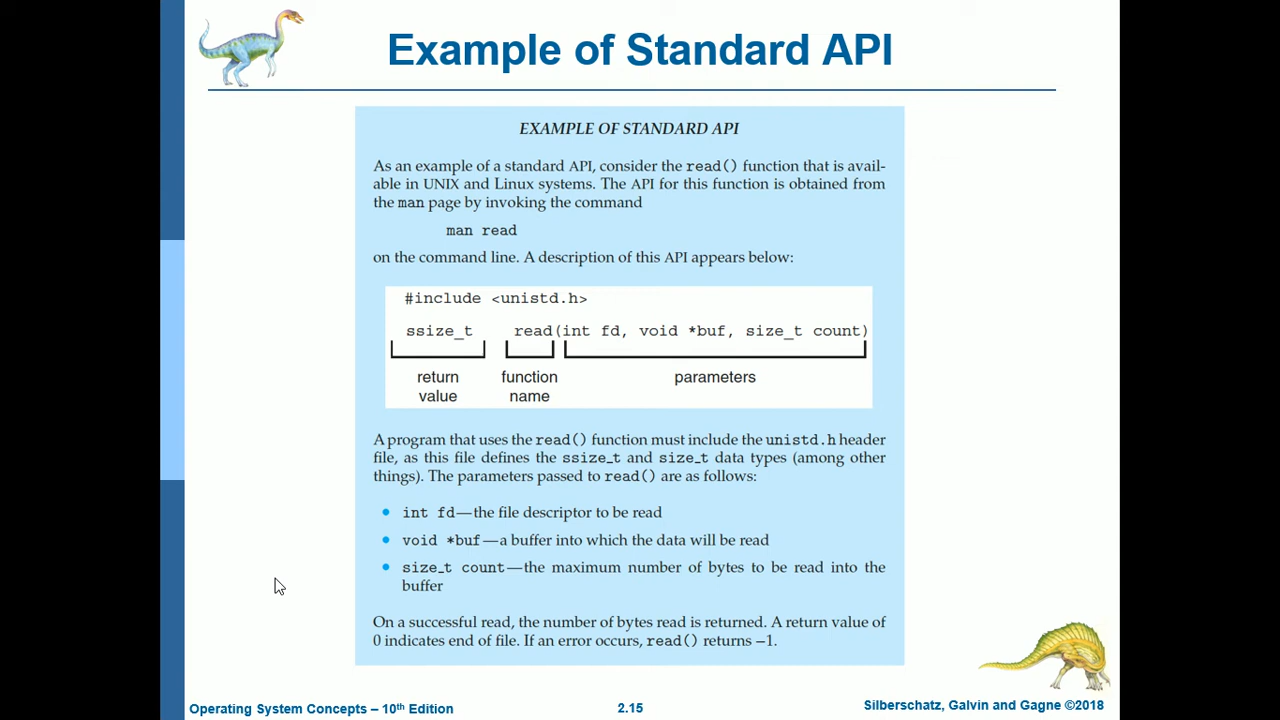 Example of Standard API
EXAMPLE OF STANDARD API
As an example of a standard API, consider the read() function that is avail-
able in UNIX and Linux systems. The API for this function is obtained from
the man page by invoking the command
man read
on the command line. A description of this API appears below:
#include <unistd.h>
ssize_t read(int fd, void *buf, size_t count)
return function parameters
value name
A program that uses the read() function must include the unistd.h header
file, as this file defines the ssize_t and size_t data types (among other
things). The parameters passed to read() are as follows:
• int fd—the file descriptor to be read
• void *buf—a buffer into which the data will be read
• size_t count—the maximum number of bytes to be read into the
buffer
On a successful read, the number of bytes read is returned. A return value of
0 indicates end of file. If an error occurs, read() returns −1.
Operating System Concepts – 10th Edition 2.15 Silberschatz, Galvin and Gagne ©2018